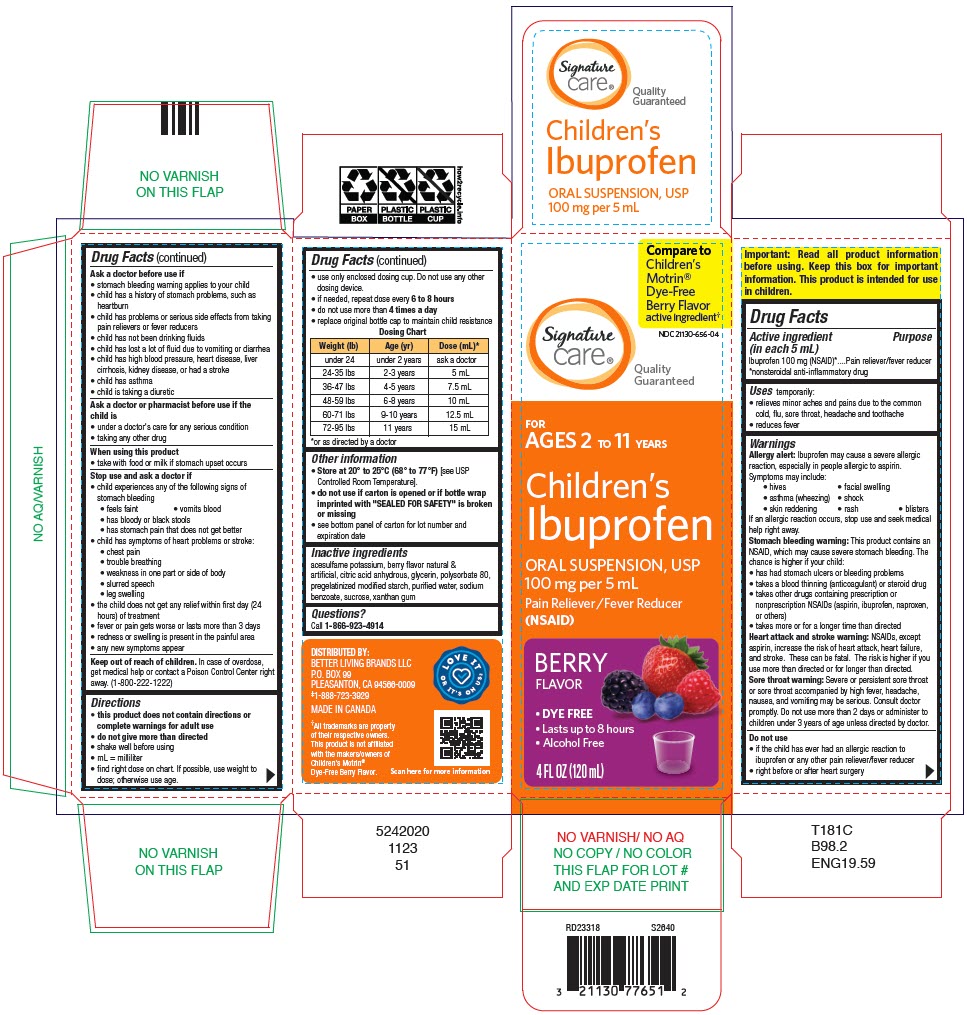 Signature
care®
Quality
Guaranteed
Children's
Ibuprofen
ORAL SUSPENSION, USP
100 mg per 5 mL
NO VARNISH
ON THIS FLAP
PAPER
BOX
PLASTIC
BOTTLE
PLASTIC
CUP
how2recycle.info
NO AQ/VARNISH
Drug Facts (continued)
Ask a doctor before use if
• stomach bleeding warning applies to your child
• child has a history of stomach problems, such as
heartburn
• child has problems or serious side effects from taking
pain relievers or fever reducers
• child has not been drinking fluids
• child has lost a lot of fluid due to vomiting or diarrhea
• child has high blood pressure, heart disease, liver
cirrhosis, kidney disease, or had a stroke
• child has asthma
• child is taking a diuretic
Ask a doctor or pharmacist before use if the
child is
• under a doctor's care for any serious condition
• taking any other drug
When using this product
• take with food or milk if stomach upset occurs
Stop use and ask a doctor if
• child experiences any of the following signs of
stomach bleeding
• feels faint • vomits blood
• has bloody or black stools
• has stomach pain that does not get better
• child has symptoms of heart problems or stroke:
• chest pain
• trouble breathing
• weakness in one part or side of body
• slurred speech
• leg swelling
• the child does not get any relief within first day (24
hours) of treatment
• fever or pain gets worse or lasts more than 3 days
• redness or swelling is present in the painful area
• any new symptoms appear
Keep out of reach of children. In case of overdose,
get medical help or contact a Poison Control Center right
away. (1-800-222-1222)
Directions
• this product does not contain directions or
complete warnings for adult use
• do not give more than directed
• shake well before using
• mL = milliliter
• find right dose on chart. If possible, use weight to
dose; otherwise use age.
Drug Facts (continued)
• use only enclosed dosing cup. Do not use any other
dosing device.
• if needed, repeat dose every 6 to 8 hours
• do not use more than 4 times a day
• replace original bottle cap to maintain child resistance
Dosing Chart
Weight (lb) Age (yr) Dose (mL)*
under 24 under 2 years ask a doctor
24-35 lbs 2-3 years 5 mL
36-47 lbs 4-5 years 7.5 mL
48-59 lbs 6-8 years 10 mL
60-71 lbs 9-10 years 12.5 mL
72-95 lbs 11 years 15 mL
*or as directed by a doctor
Other information
• Store at 20° to 25°C (68° to 77°F) [see USP
Controlled Room Temperature].
• do not use if carton is opened or if bottle wrap
imprinted with "SEALED FOR SAFETY" is broken
or missing
• see bottom panel of carton for lot number and
expiration date
Inactive ingredients
acesulfame potassium, berry flavor natural &
artificial, citric acid anhydrous, glycerin, polysorbate 80,
pregelatinized modified starch, purified water, sodium
benzoate, sucrose, xanthan gum
Questions?
Call 1-866-923-4914
DISTRIBUTED BY:
BETTER LIVING BRANDS LLC
P.O. BOX 99
PLEASANTON, CA 94566-0009
‡1-888-723-3929
MADE IN CANADA
LOVE IT
OR IT'S ON US‡
†All trademarks are property
of their respective owners.
This product is not affiliated
with the makers/owners of
Children's Motrin®
Dye-Free Berry Flavor.
Scan here for more information
Compare to
Children's
Motrin®
Dye-Free
Berry Flavor
active ingredient†
NDC 21130-656-04
Signature
care®
Quality
Guaranteed
FOR
AGES 2 TO 11 YEARS
Children's
Ibuprofen
ORAL SUSPENSION, USP
100 mg per 5 mL
Pain Reliever/Fever Reducer
(NSAID)
BERRY
FLAVOR
• DYE FREE
• Lasts up to 8 hours
• Alcohol Free
4 FL OZ (120 mL)
Important: Read all product information
before using. Keep this box for important
information. This product is intended for use
in children.
Drug Facts
Active ingredient Purpose
(in each 5 mL)
Ibuprofen 100 mg (NSAID)*....Pain reliever/fever reducer
*nonsteroidal anti-inflammatory drug
Uses temporarily:
• relieves minor aches and pains due to the common
cold, flu, sore throat, headache and toothache
• reduces fever
Warnings
Allergy alert: Ibuprofen may cause a severe allergic
reaction, especially in people allergic to aspirin.
Symptoms may include:
• hives • facial swelling
• asthma (wheezing) • shock
• skin reddening • rash • blisters
If an allergic reaction occurs, stop use and seek medical
help right away.
Stomach bleeding warning: This product contains an
NSAID, which may cause severe stomach bleeding. The
chance is higher if your child:
• has had stomach ulcers or bleeding problems
• takes a blood thinning (anticoagulant) or steroid drug
• takes other drugs containing prescription or
nonprescription NSAIDs (aspirin, ibuprofen, naproxen,
or others)
• takes more or for a longer time than directed
Heart attack and stroke warning: NSAIDs, except
aspirin, increase the risk of heart attack, heart failure,
and stroke. These can be fatal. The risk is higher if you
use more than directed or for longer than directed.
Sore throat warning: Severe or persistent sore throat
or sore throat accompanied by high fever, headache,
nausea, and vomiting may be serious. Consult doctor
promptly. Do not use more than 2 days or administer to
children under 3 years of age unless directed by doctor.
Do not use
• if the child has ever had an allergic reaction to
ibuprofen or any other pain reliever/fever reducer
• right before or after heart surgery
NO VARNISH
ON THIS FLAP
5242020
1123
51
NO VARNISH/ NO AQ
NO COPY / NO COLOR
THIS FLAP FOR LOT #
AND EXP DATE PRINT
T181C
B98.2
ENG19.59
RD23318 S2640
3 21130 77651 2